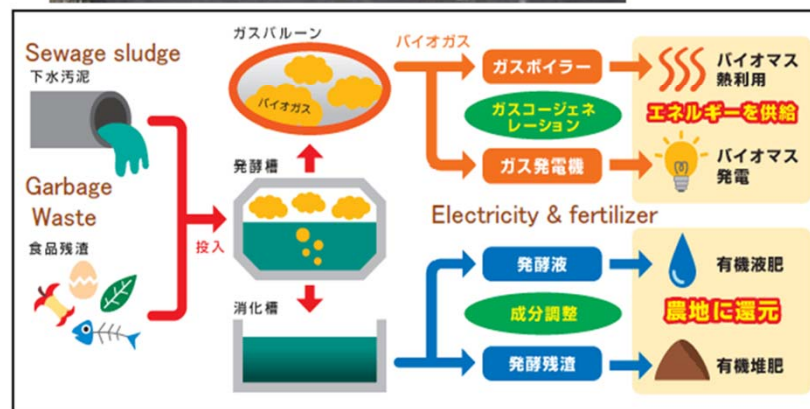 Sewage sludge
下水汚泥
Garbage
Waste
食品残渣
投入
ガスバルーン
バイオガス
発酵槽
消化槽
バイオガス
ガスボイラー
ガスコージェネ
レーション
ガス発電機
バイオマス
熱利用
エネルギーを供給
バイオマス
発電
Electricity & fertilizer
発酵液
成分調整
発酵残渣
有機液肥
農地に還元
有機堆肥